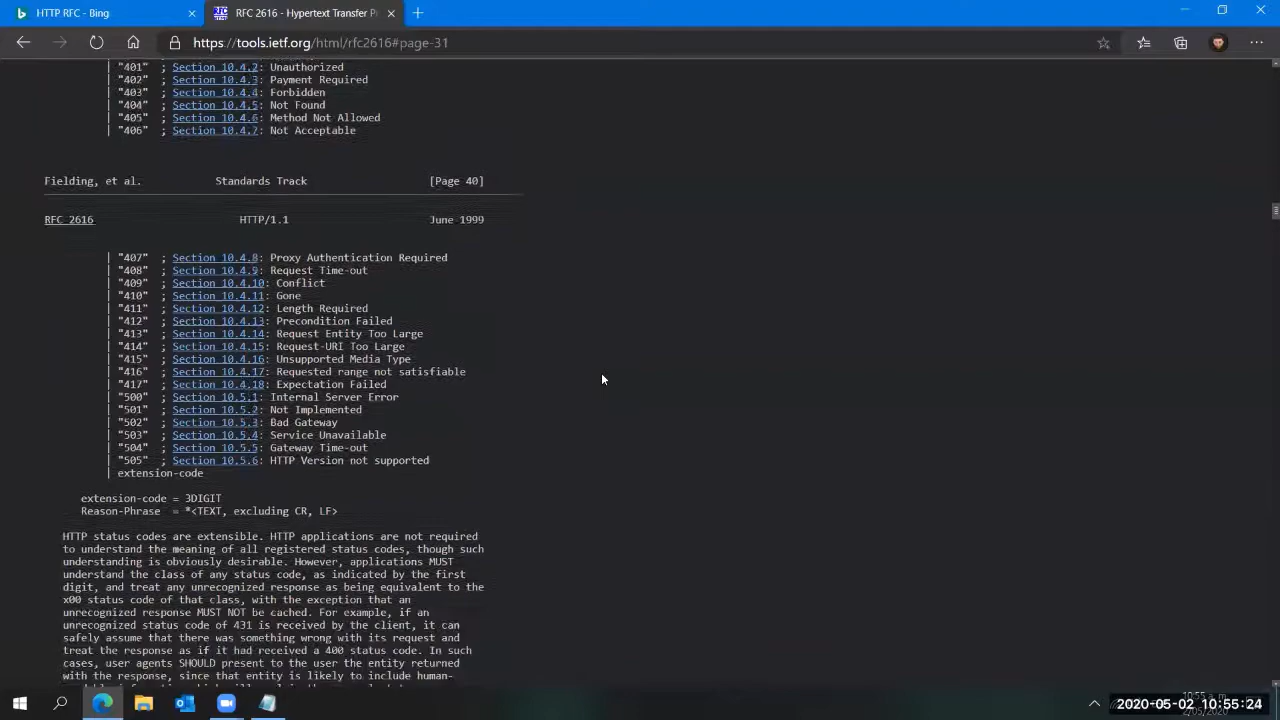 HTTP RFC - Bing
RFC 2616 - Hypertext Transfer P
https://tools.ietf.org/html/rfc2616#page-31
| "401" ; Section 10.4.2: Unauthorized
| "402" ; Section 10.4.3: Payment Required
| "403" ; Section 10.4.4: Forbidden
| "404" ; Section 10.4.5: Not Found
| "405" ; Section 10.4.6: Method Not Allowed
| "406" ; Section 10.4.7: Not Acceptable
Fielding, et al. Standards Track [Page 40]
RFC 2616 HTTP/1.1 June 1999
| "407" ; Section 10.4.8: Proxy Authentication Required
| "408" ; Section 10.4.9: Request Time-out
| "409" ; Section 10.4.10: Conflict
| "410" ; Section 10.4.11: Gone
| "411" ; Section 10.4.12: Length Required
| "412" ; Section 10.4.13: Precondition Failed
| "413" ; Section 10.4.14: Request Entity Too Large
| "414" ; Section 10.4.15: Request-URI Too Large
| "415" ; Section 10.4.16: Unsupported Media Type
| "416" ; Section 10.4.17: Requested range not satisfiable
| "417" ; Section 10.4.18: Expectation Failed
| "500" ; Section 10.5.1: Internal Server Error
| "501" ; Section 10.5.2: Not Implemented
| "502" ; Section 10.5.3: Bad Gateway
| "503" ; Section 10.5.4: Service Unavailable
| "504" ; Section 10.5.5: Gateway Time-out
| "505" ; Section 10.5.6: HTTP Version not supported
| extension-code
extension-code = 3DIGIT
Reason-Phrase = *<TEXT, excluding CR, LF>
HTTP status codes are extensible. HTTP applications are not required
to understand the meaning of all registered status codes, though such
understanding is obviously desirable. However, applications MUST
understand the class of any status code, as indicated by the first
digit, and treat any unrecognized response as being equivalent to the
x00 status code of that class, with the exception that an
unrecognized response MUST NOT be cached. For example, if an
unrecognized status code of 431 is received by the client, it can
safely assume that there was something wrong with its request and
treat the response as if it had received a 400 status code. In such
cases, user agents SHOULD present to the user the entity returned
with the response, since that entity is likely to include human-
2020-05-02 10:55:24